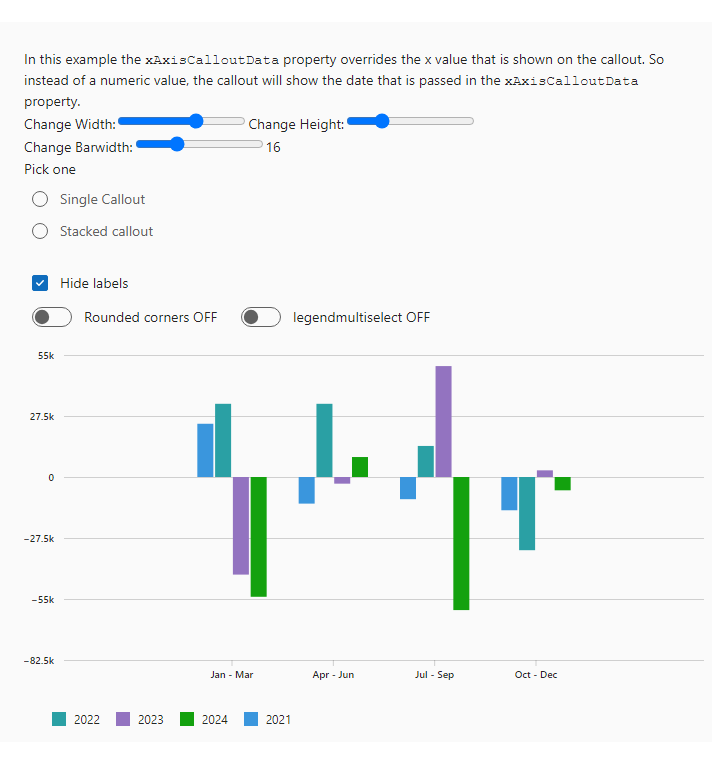 In this example the xAxisCalloutData property overrides the x value that is shown on the callout. So
instead of a numeric value, the callout will show the date that is passed in the xAxisCalloutData
property.
Change Width: Change Height:
Change Barwidth: 16
Pick one
Single Callout
Stacked callout
Hide labels
Rounded corners OFF legendmultiselect OFF
55k
27.5k
0
−27.5k
−55k
−82.5k
Jan - Mar Apr - Jun Jul - Sep Oct - Dec
2022 2023 2024 2021